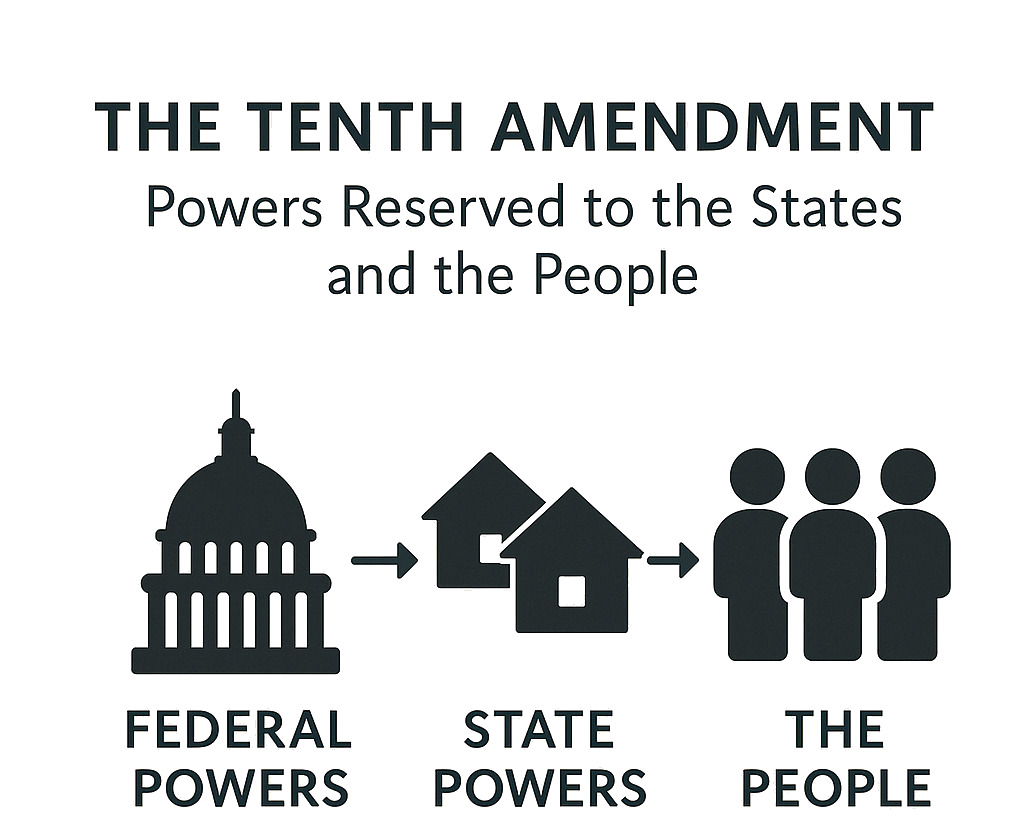 THE TENTH AMENDMENT
Powers Reserved to the States
and the People
FEDERAL
POWERS
STATE
POWERS
THE
PEOPLE